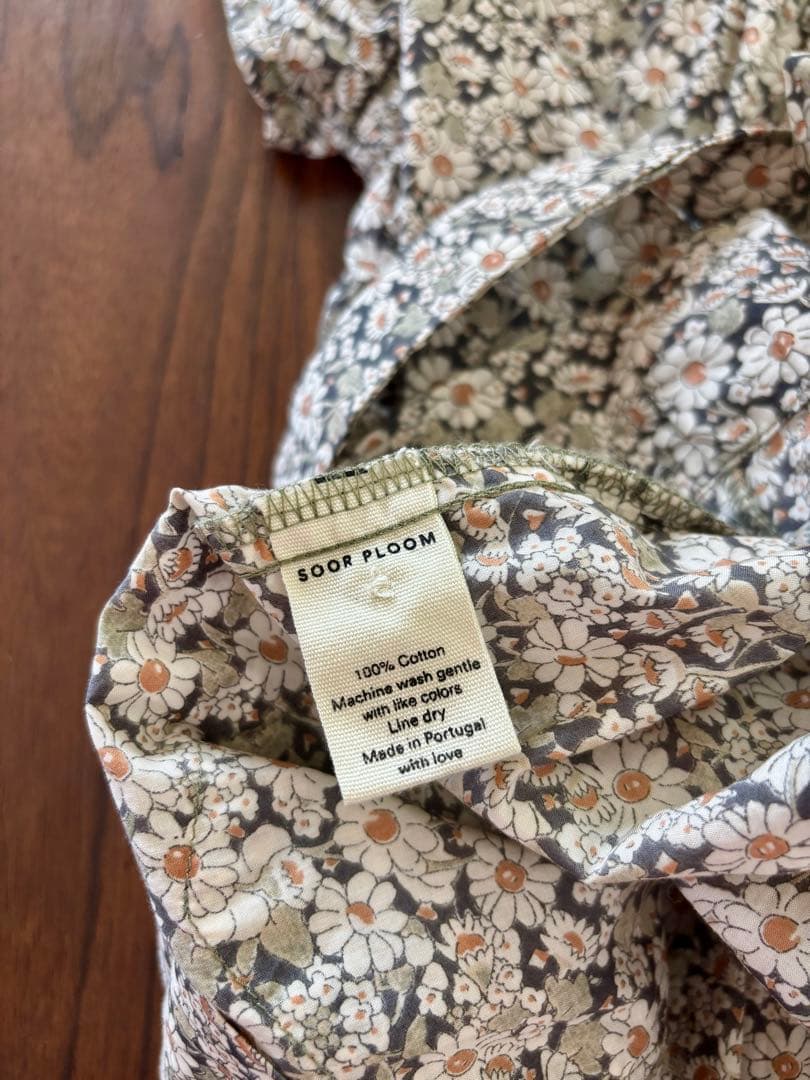 SOOR PLOOM
100% Cotton
Machine wash gentle
with like colors
Line dry
Made in Portugal
with love